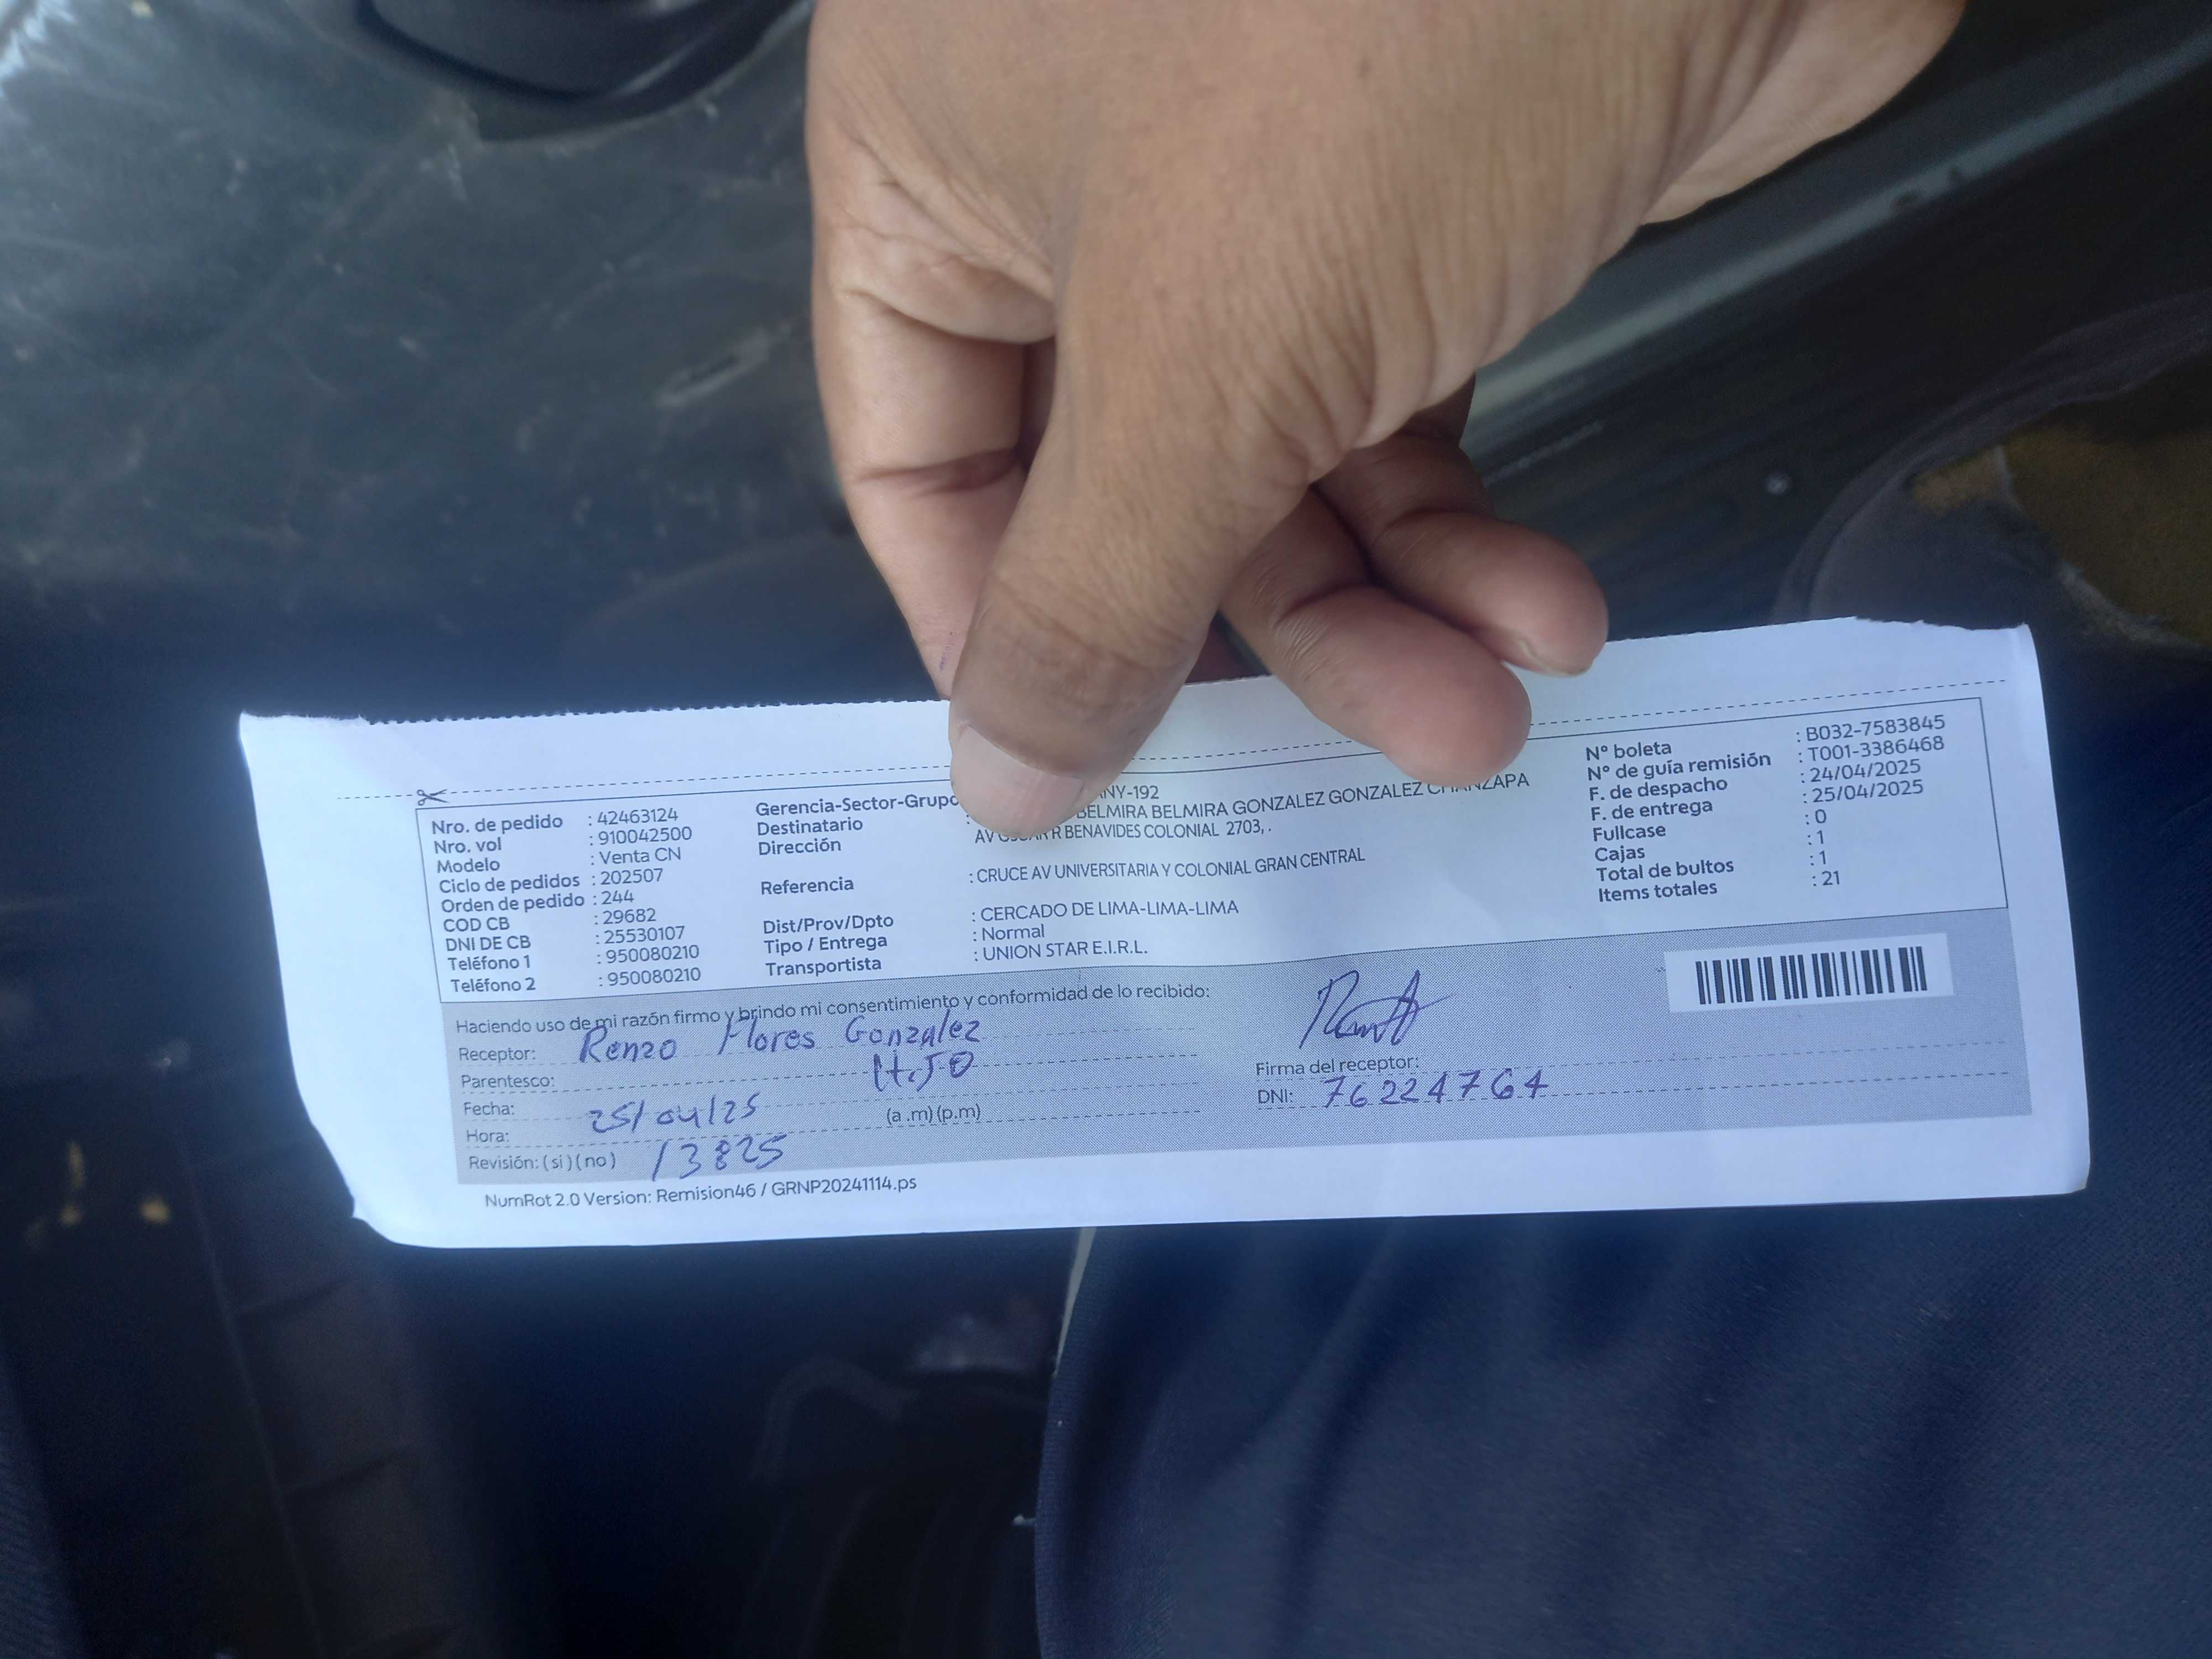 Nro. de pedido : 42463124
Nro. vol : 910042500
Modelo : Venta CN
Ciclo de pedidos : 202507
Orden de pedido : 244
COD CB : 29682
DNI DE CB : 25530107
Teléfono 1 : 950080210
Teléfono 2 : 950080210
Gerencia-Sector-Grupo NY-192
Destinatario : BELMIRA BELMIRA GONZALEZ GONZALEZ
Dirección AV R BENAVIDES COLONIAL 2703, .
Referencia : CRUCE AV UNIVERSITARIA Y COLONIAL GRAN CENTRAL
Dist/Prov/Dpto : CERCADO DE LIMA-LIMA-LIMA
Tipo / Entrega : Normal
Transportista : UNION STAR E.I.R.L.
Nº boleta : B032-7583845
Nº de guía remisión : T001-3386468
F. de despacho : 24/04/2025
F. de entrega : 25/04/2025
Fullcase : 0
Cajas : 1
Total de bultos : 1
Items totales : 21
Haciendo uso de mi razón firmo y brindo mi consentimiento y conformidad de lo recibido:
Receptor: Renzo Flores Gonzalez
Parentesco:
Fecha: 25/04/25
Hora: (a .m) (p.m)
Revisión: ( si ) ( no ) 13825
Firma del receptor:
DNI: 76224764
NumRot 2.0 Version: Remision46 / GRNP20241114.ps